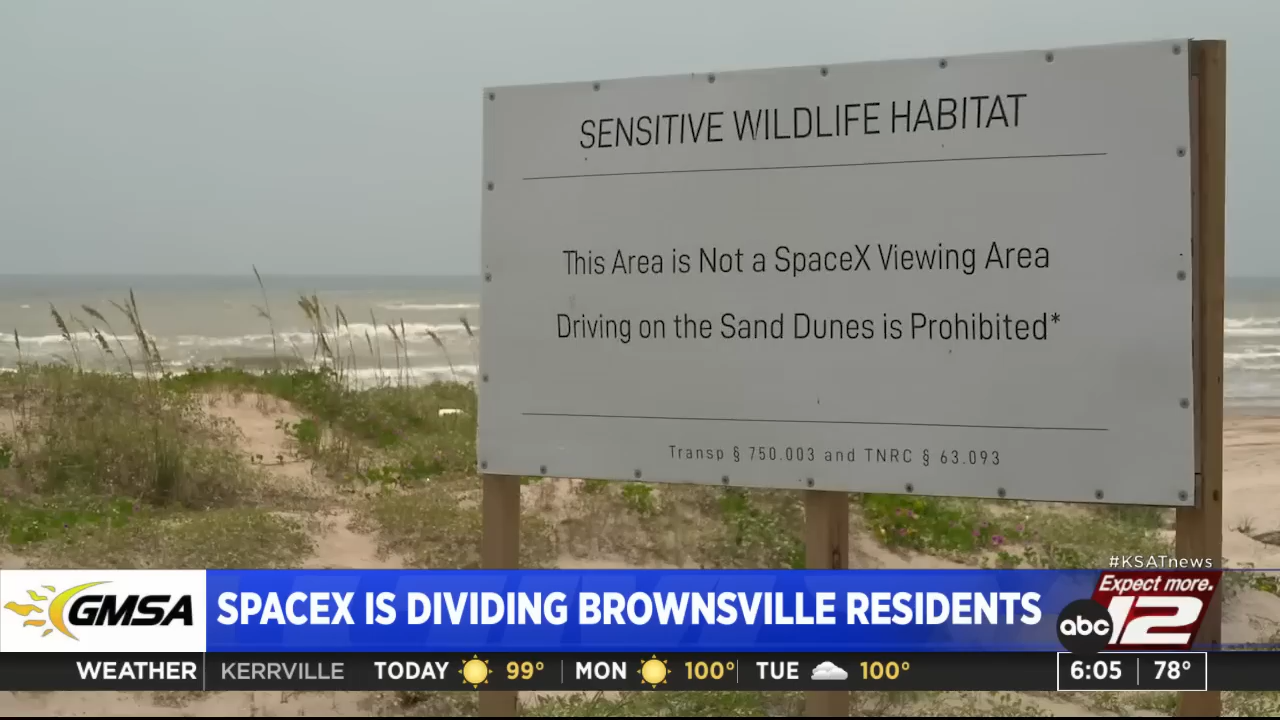 SENSITIVE WILDLIFE HABITAT
This Area is Not a SpaceX Viewing Area
Driving on the Sand Dunes is Prohibited*
Transp § 750.003 and TNRC § 63.093
#KSATnews
GMSA
SPACEX IS DIVIDING BROWNSVILLE RESIDENTS
Expect more.
abc 12
WEATHER KERRVILLE TODAY 99° MON 100° TUE 100° 6:05 78°